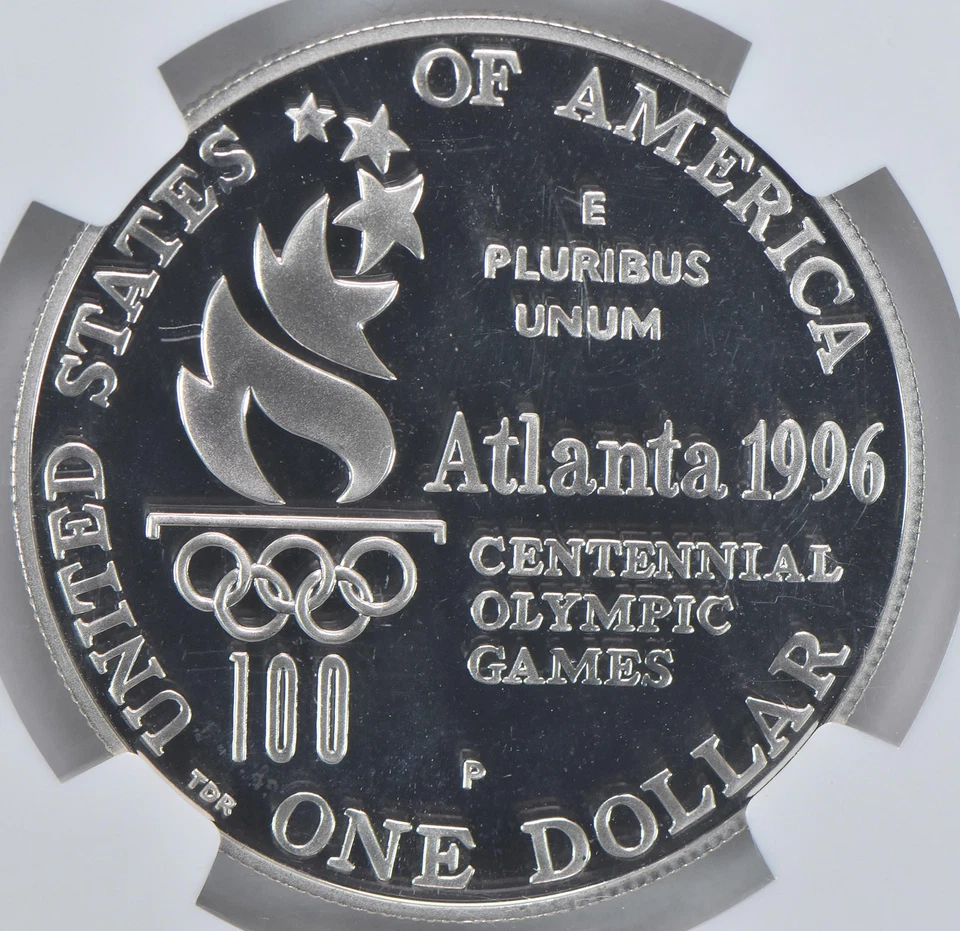 UNITED STATES OF AMERICA
E
PLURIBUS
UNUM
Atlanta 1996
CENTENNIAL
OLYMPIC
GAMES
100
P
TDR
ONE DOLLAR